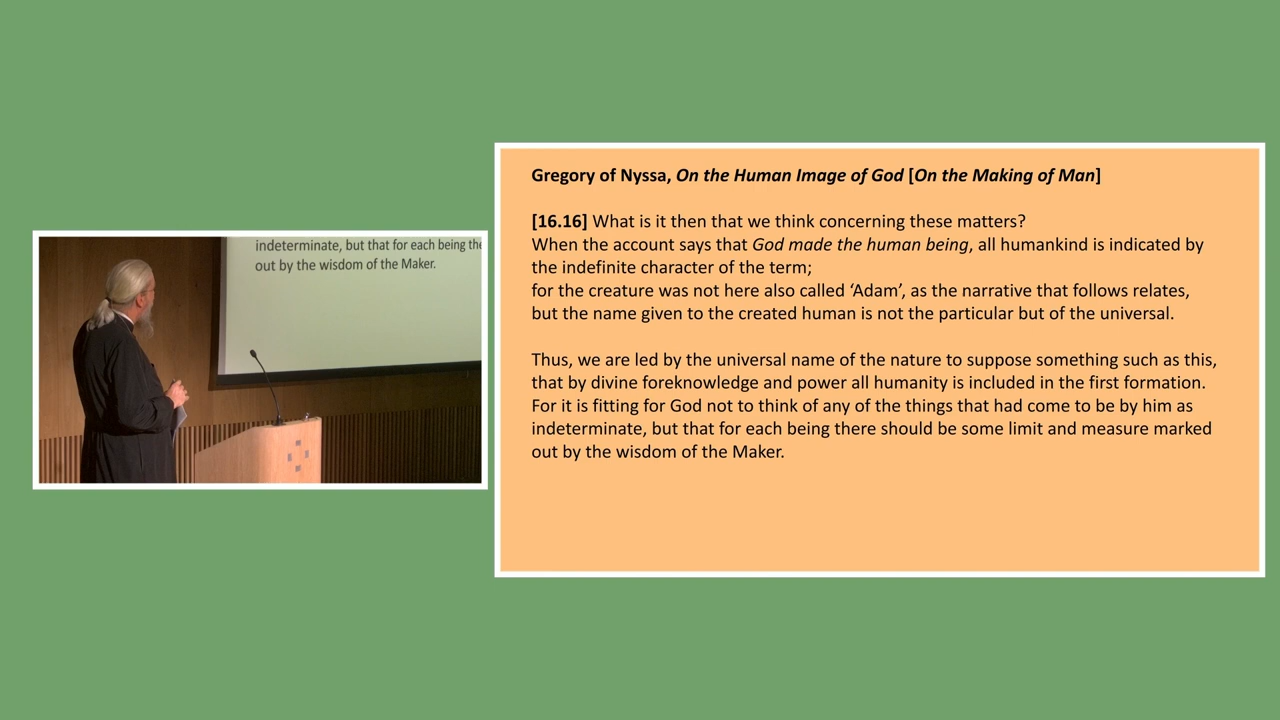 indeterminate, but that for each being the
out by the wisdom of the Maker.
Gregory of Nyssa, On the Human Image of God [On the Making of Man]
[16.16] What is it then that we think concerning these matters?
When the account says that God made the human being, all humankind is indicated by
the indefinite character of the term;
for the creature was not here also called ‘Adam’, as the narrative that follows relates,
but the name given to the created human is not the particular but of the universal.
Thus, we are led by the universal name of the nature to suppose something such as this,
that by divine foreknowledge and power all humanity is included in the first formation.
For it is fitting for God not to think of any of the things that had come to be by him as
indeterminate, but that for each being there should be some limit and measure marked
out by the wisdom of the Maker.